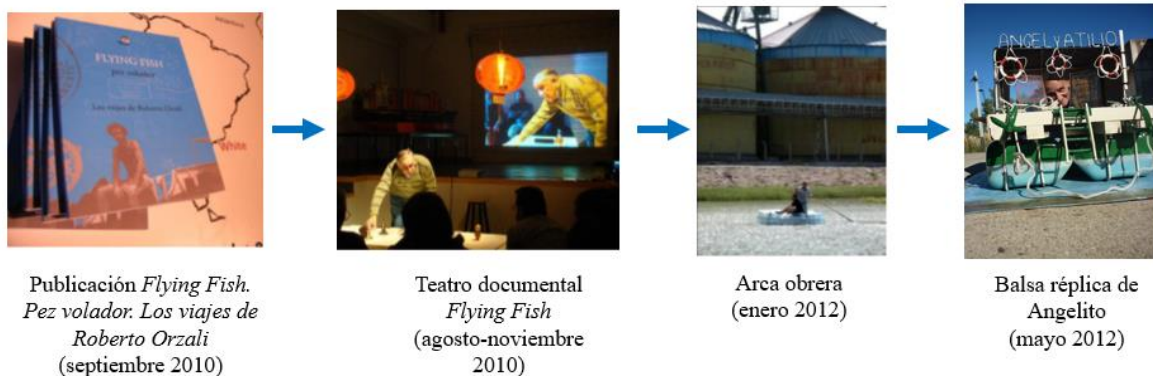 FLYING FISH
pez volador
Los viajes de Roberto Orzali
White
ANGELYATILIO
Publicación Flying Fish.
Pez volador. Los viajes de
Roberto Orzali
(septiembre 2010)
Teatro documental
Flying Fish
(agosto-noviembre
2010)
Arca obrera
(enero 2012)
Balsa réplica de
Angelito
(mayo 2012)